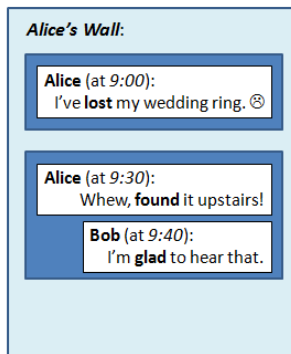 Alice's Wall:
Alice (at 9:00):
I've lost my wedding ring. ☹
Alice (at 9:30):
Whew, found it upstairs!
Bob (at 9:40):
I'm glad to hear that.